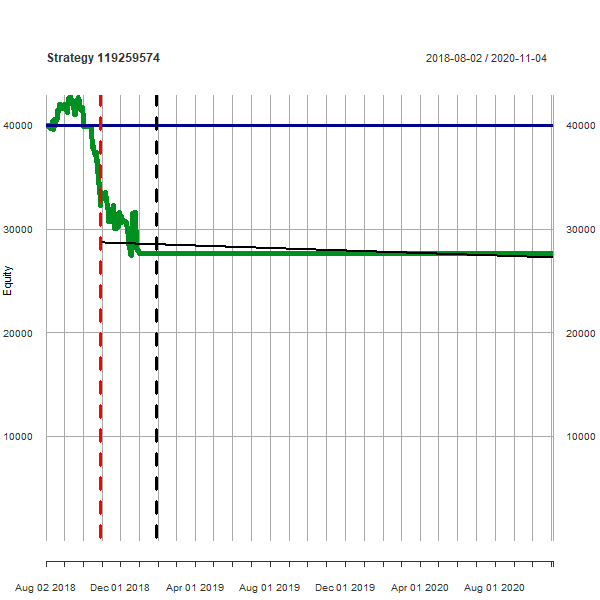 Strategy 119259574
2018-08-02 / 2020-11-04
40000
40000
30000
30000
Equity
20000
20000
10000
10000
Aug 02 2018
Dec 01 2018
Apr 01 2019
Aug 01 2019
Dec 01 2019
Apr 01 2020
Aug 01 2020